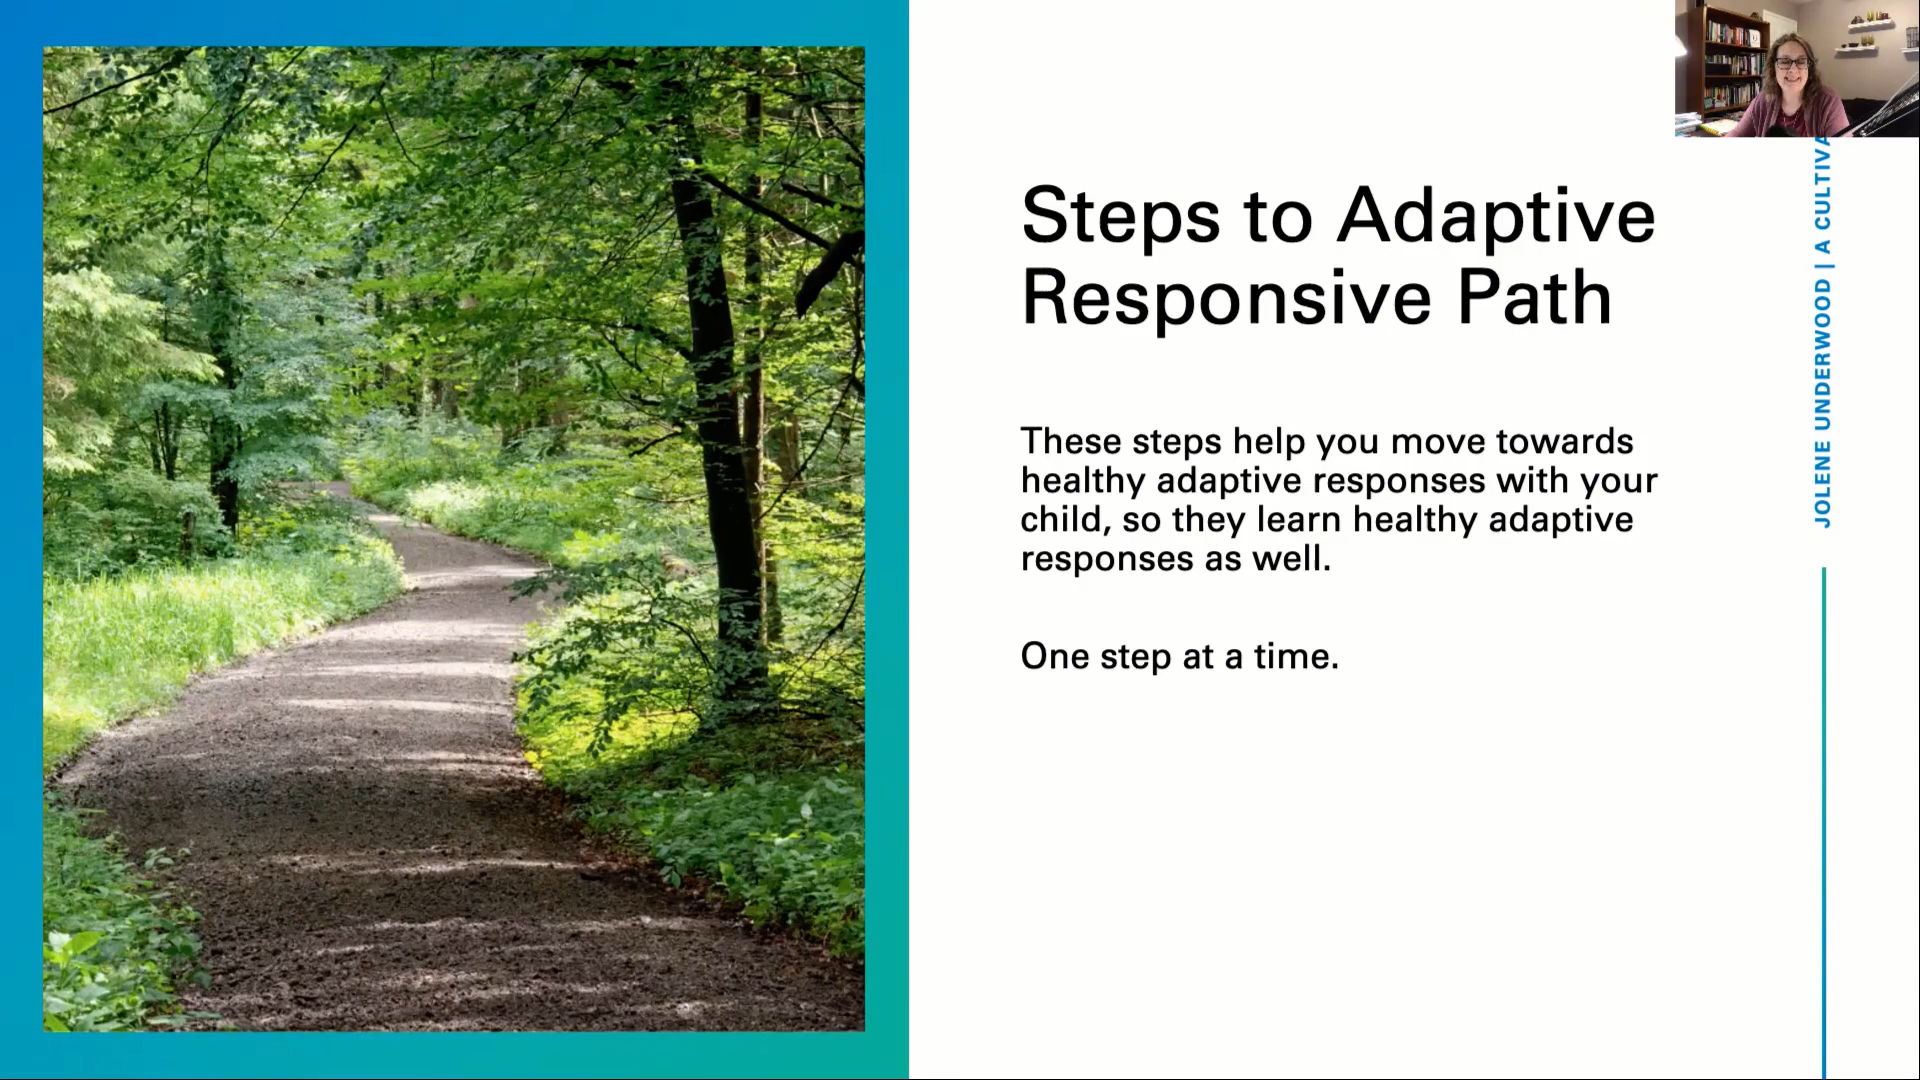 Steps to Adaptive
Responsive Path
These steps help you move towards
healthy adaptive responses with your
child, so they learn healthy adaptive
responses as well.
One step at a time.
JOLENE UNDERWOOD | A